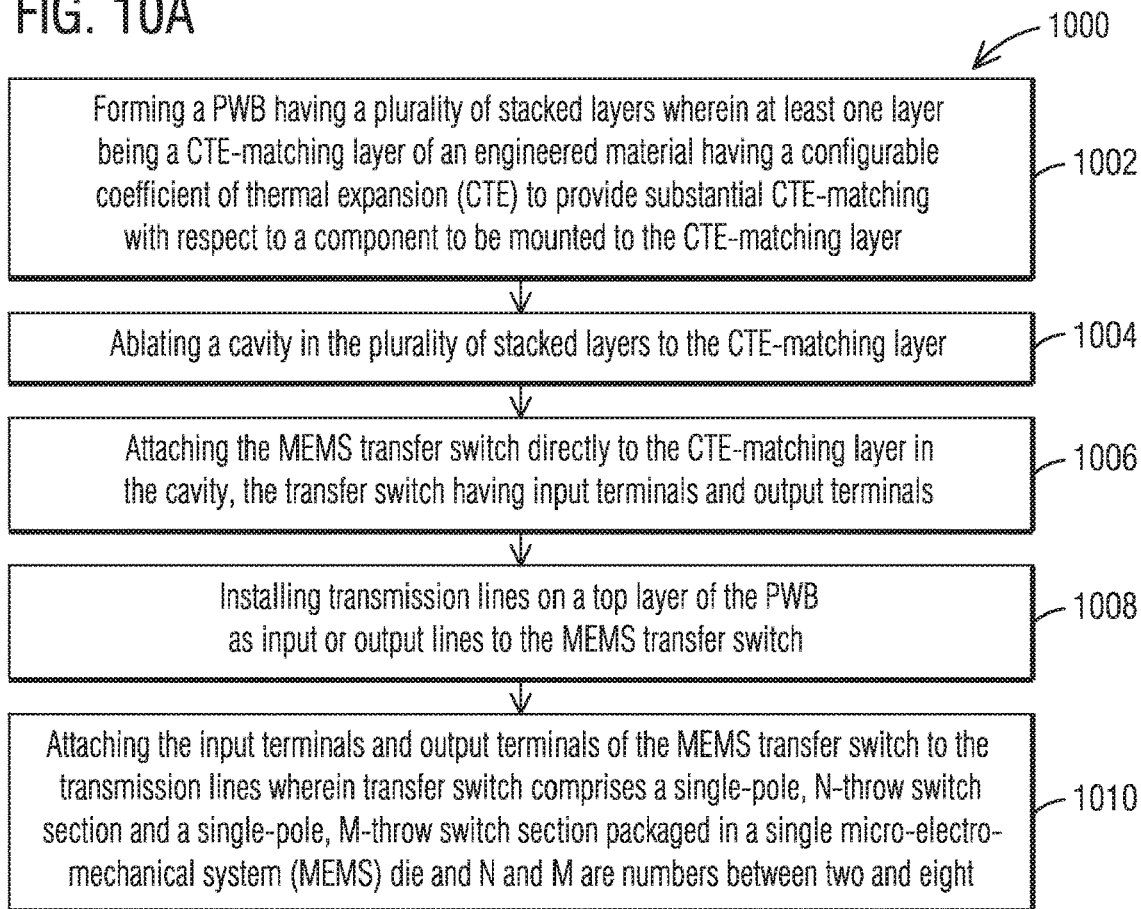 FIG. 10A
1000
Forming a PWB having a plurality of stacked layers wherein at least one layer
being a CTE-matching layer of an engineered material having a configurable
coefficient of thermal expansion (CTE) to provide substantial CTE-matching
with respect to a component to be mounted to the CTE-matching layer
1002
Ablating a cavity in the plurality of stacked layers to the CTE-matching layer
1004
Attaching the MEMS transfer switch directly to the CTE-matching layer in
the cavity, the transfer switch having input terminals and output terminals
1006
Installing transmission lines on a top layer of the PWB
as input or output lines to the MEMS transfer switch
1008
Attaching the input terminals and output terminals of the MEMS transfer switch to the
transmission lines wherein transfer switch comprises a single-pole, N-throw switch
section and a single-pole, M-throw switch section packaged in a single micro-electro-
mechanical system (MEMS) die and N and M are numbers between two and eight
1010